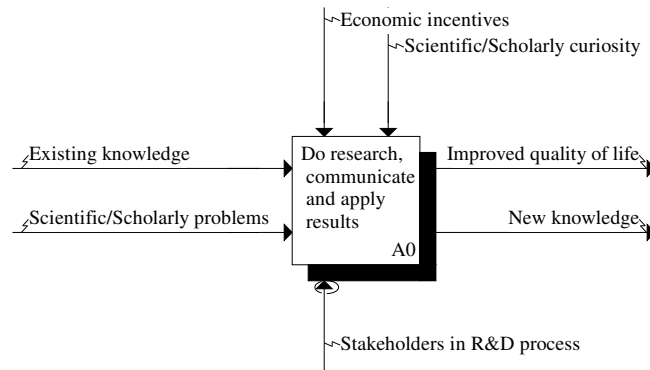 Economic incentives
Scientific/Scholarly curiosity
Existing knowledge
Do research,
communicate
and apply
results
A0
Improved quality of life
Scientific/Scholarly problems
New knowledge
Stakeholders in R&D process